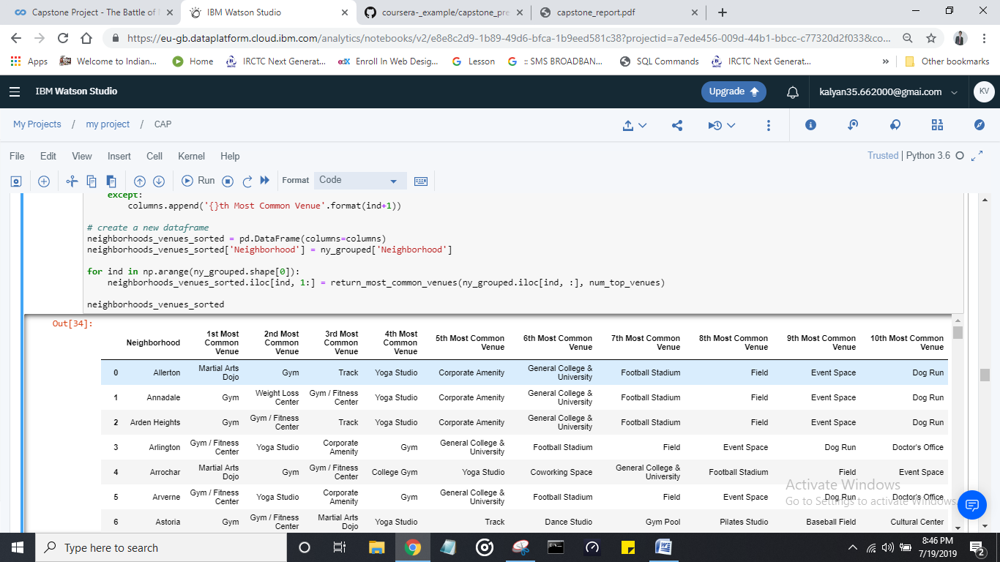 Capstone Project - The Battle of
IBM Watson Studio
coursera-_example/capstone_pre
capstone_report.pdf
https://eu-gb.dataplatform.cloud.ibm.com/analytics/notebooks/v2/e8e8c2d9-1b89-49d6-bfca-1b9eed581c38?projectid=a7ede456-009d-44b1-bbcc-c77320d2f033&co...
Apps Welcome to Indian... Home IRCTC Next Generat... Enroll In Web Desig... Lesson :: SMS BROADBAN... SQL Commands IRCTC Next Generat... » Other bookmarks
IBM Watson Studio Upgrade kalyan35.662000@gmai.com KV
My Projects / my project / CAP
File Edit View Insert Cell Kernel Help Trusted | Python 3.6
Run Format Code
except:
columns.append('{}th Most Common Venue'.format(ind+1))
# create a new dataframe
neighborhoods_venues_sorted = pd.DataFrame(columns=columns)
neighborhoods_venues_sorted['Neighborhood'] = ny_grouped['Neighborhood']
for ind in np.arange(ny_grouped.shape[0]):
neighborhoods_venues_sorted.iloc[ind, 1:] = return_most_common_venues(ny_grouped.iloc[ind, :], num_top_venues)
neighborhoods_venues_sorted
Out[34]:
Neighborhood 1st Most Common Venue 2nd Most Common Venue 3rd Most Common Venue 4th Most Common Venue 5th Most Common Venue 6th Most Common Venue 7th Most Common Venue 8th Most Common Venue 9th Most Common Venue 10th Most Common Venue
0 Allerton Martial Arts Dojo Gym Track Yoga Studio Corporate Amenity General College & University Football Stadium Field Event Space Dog Run
1 Annadale Gym Weight Loss Center Gym / Fitness Center Yoga Studio Corporate Amenity General College & University Football Stadium Field Event Space Dog Run
2 Arden Heights Gym Gym / Fitness Center Track Yoga Studio Corporate Amenity General College & University Football Stadium Field Event Space Dog Run
3 Arlington Gym / Fitness Center Yoga Studio Corporate Amenity Gym General College & University Football Stadium Field Event Space Dog Run Doctor's Office
4 Arrochar Martial Arts Dojo Gym Gym / Fitness Center College Gym Yoga Studio Coworking Space General College & University Football Stadium Field Event Space
5 Arverne Gym / Fitness Center Yoga Studio Corporate Amenity Gym General College & University Football Stadium Field Event Space Dog Run Doctor's Office
6 Astoria Gym Gym / Fitness Center Martial Arts Dojo Yoga Studio Track Dance Studio Gym Pool Pilates Studio Baseball Field Cultural Center
Activate Windows
Go to Settings to activate Windows.
Type here to search
8:46 PM
7/19/2019
2